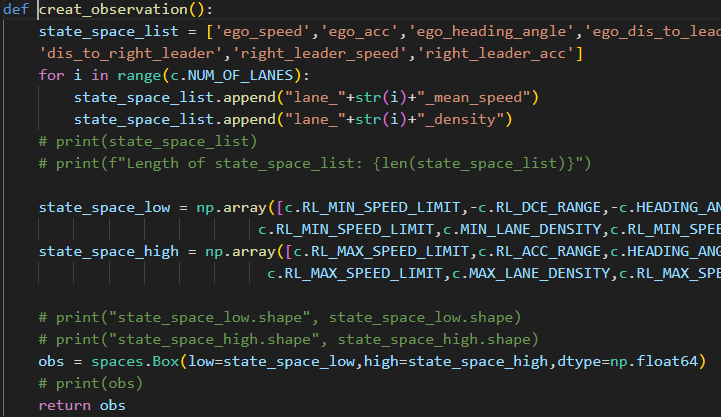 def creat_observation():
    state_space_list = ['ego_speed','ego_acc','ego_heading_angle','ego_dis_to_lead
    'dis_to_right_leader','right_leader_speed','right_leader_acc']
    for i in range(c.NUM_OF_LANES):
        state_space_list.append("lane_"+str(i)+"_mean_speed")
        state_space_list.append("lane_"+str(i)+"_density")
    # print(state_space_list)
    # print(f"Length of state_space_list: {len(state_space_list)}")
    state_space_low = np.array([c.RL_MIN_SPEED_LIMIT,-c.RL_DCE_RANGE,-c.HEADING_AN
                             c.RL_MIN_SPEED_LIMIT,c.MIN_LANE_DENSITY,c.RL_MIN_SPEE
    state_space_high = np.array([c.RL_MAX_SPEED_LIMIT,c.RL_ACC_RANGE,c.HEADING_ANG
                              c.RL_MAX_SPEED_LIMIT,c.MAX_LANE_DENSITY,c.RL_MAX_SPE
    # print("state_space_low.shape", state_space_low.shape)
    # print("state_space_high.shape", state_space_high.shape)
    obs = spaces.Box(low=state_space_low,high=state_space_high,dtype=np.float64)
    # print(obs)
    return obs